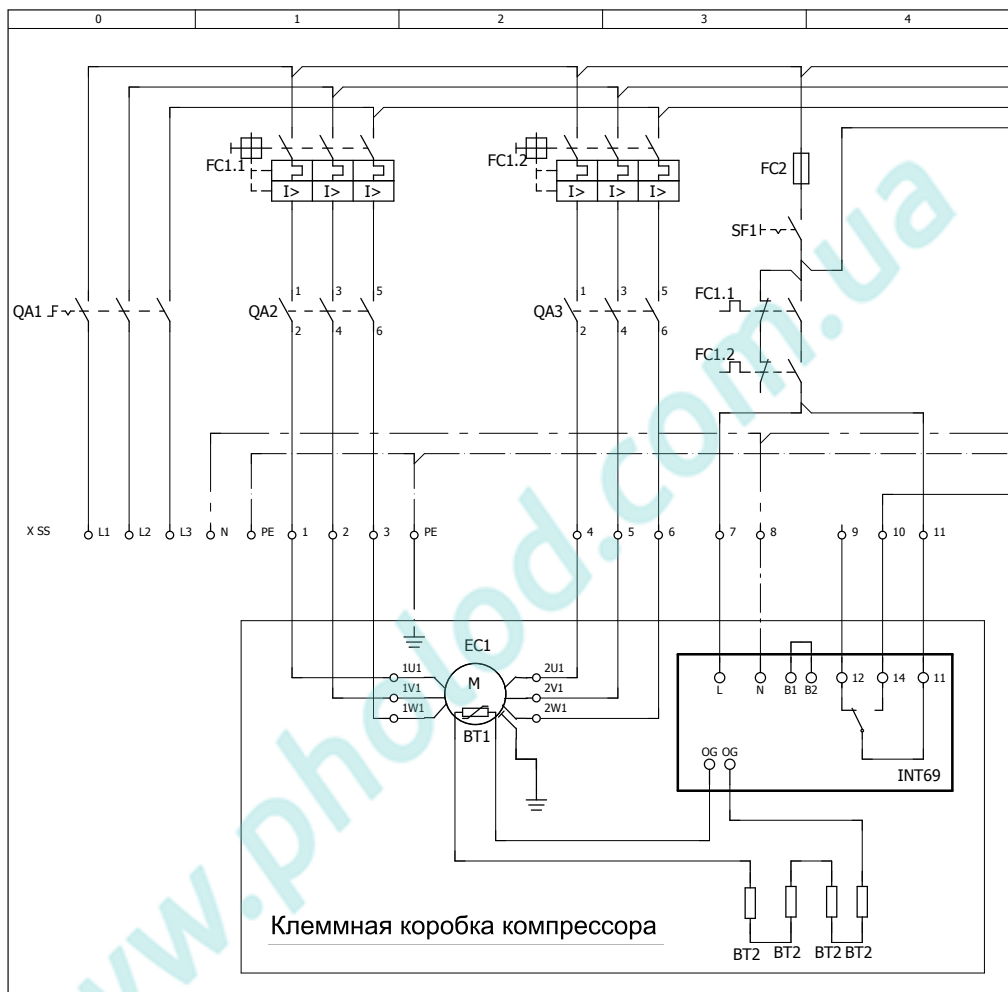 0 1 2 3 4
FC1.1 FC1.2 FC2
I> I> I> I> I> I>
SF1
FC1.1
QA1 QA2 1 3 5 QA3 1 3 5
2 4 6 2 4 6
FC1.2
X SS L1 L2 L3 N PE 1 2 3 PE 4 5 6 7 8 9 10 11
EC1
1U1 2U1
M
1V1 2V1
1W1 2W1
BT1
L N B1 B2 12 14 11
OG OG
INT69
Клеммная коробка компрессора
BT2 BT2 BT2 BT2
www.pholod.com.ua